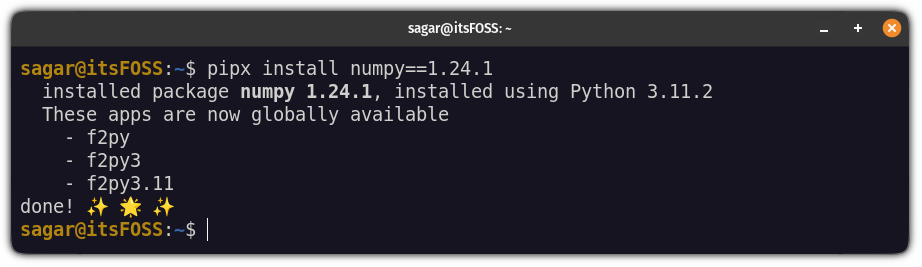 sagar@itsFOSS: ~
sagar@itsFOSS:~$ pipx install numpy==1.24.1
  installed package numpy 1.24.1, installed using Python 3.11.2
  These apps are now globally available
    - f2py
    - f2py3
    - f2py3.11
done! ✨ 🌟 ✨
sagar@itsFOSS:~$